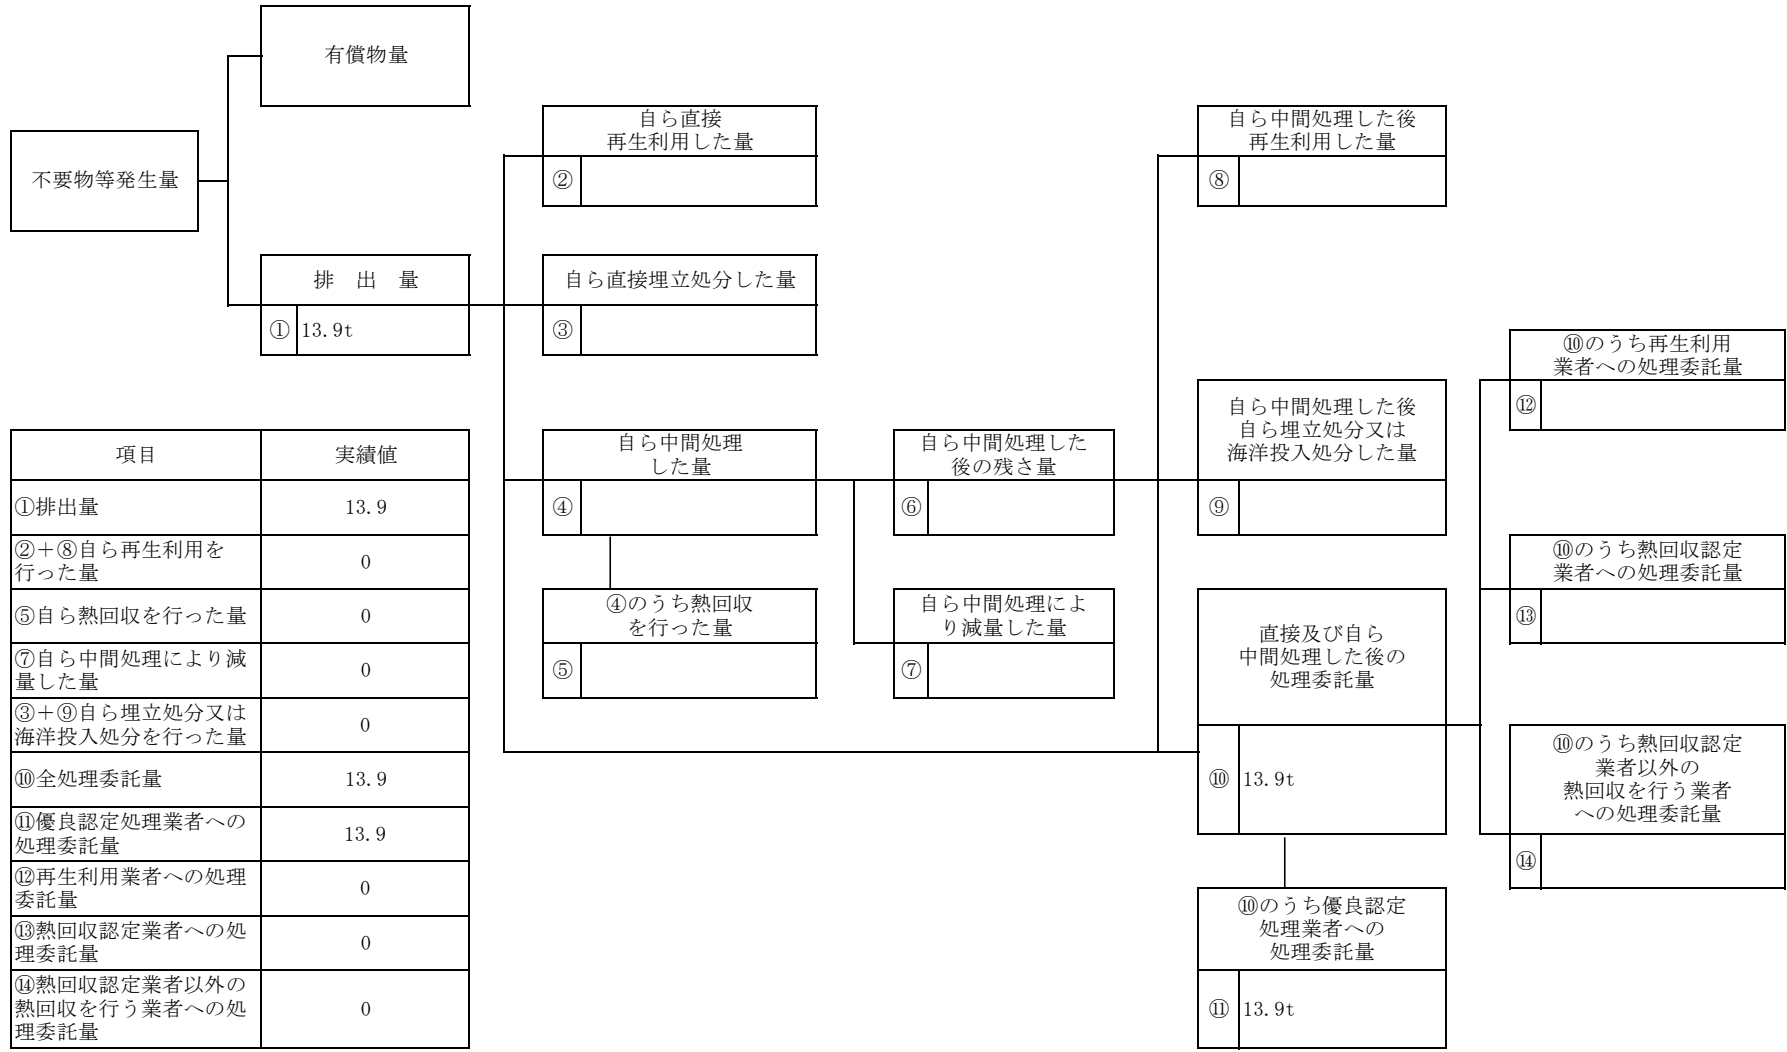 有償物量
不要物等発生量
排　出　量
① 13.9t
自ら直接
再生利用した量
②
自ら直接埋立処分した量
③
自ら中間処理
した量
④
④のうち熱回収
を行った量
⑤
自ら中間処理した
後の残さ量
⑥
自ら中間処理によ
り減量した量
⑦
自ら中間処理した後
再生利用した量
⑧
自ら中間処理した後
自ら埋立処分又は
海洋投入処分した量
⑨
直接及び自ら
中間処理した後の
処理委託量
⑩ 13.9t
⑩のうち優良認定
処理業者への
処理委託量
⑪ 13.9t
⑩のうち再生利用
業者への処理委託量
⑫
⑩のうち熱回収認定
業者への処理委託量
⑬
⑩のうち熱回収認定
業者以外の
熱回収を行う業者
への処理委託量
⑭
項目 実績値
①排出量 13.9
②＋⑧自ら再生利用を
行った量 0
⑤自ら熱回収を行った量 0
⑦自ら中間処理により減
量した量 0
③＋⑨自ら埋立処分又は
海洋投入処分を行った量 0
⑩全処理委託量 13.9
⑪優良認定処理業者への
処理委託量 13.9
⑫再生利用業者への処理
委託量 0
⑬熱回収認定業者への処
理委託量 0
⑭熱回収認定業者以外の
熱回収を行う業者への処
理委託量 0